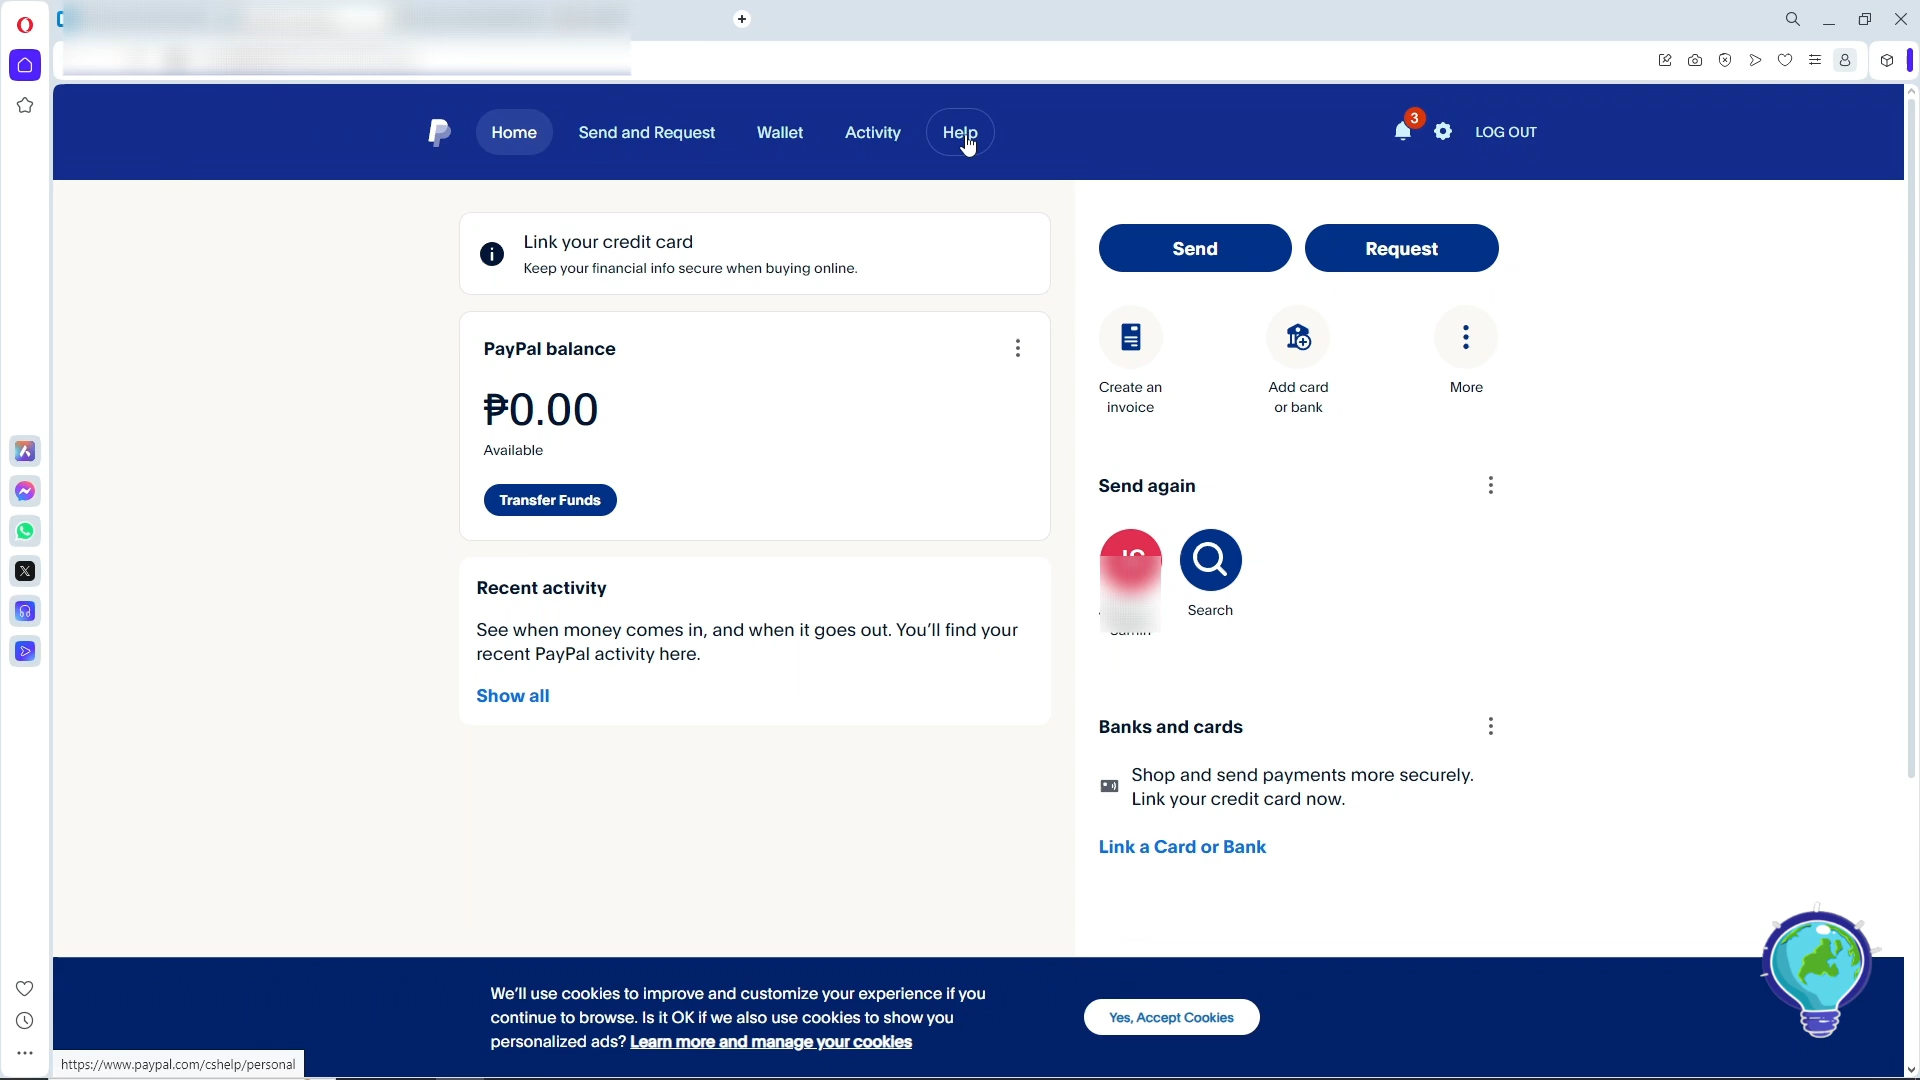 Home
Send and Request
Wallet
Activity
Help
3
LOG OUT
Link your credit card
Keep your financial info secure when buying online.
PayPal balance
₱0.00
Available
Transfer Funds
Recent activity
See when money comes in, and when it goes out. You'll find your
recent PayPal activity here.
Show all
Send
Request
Create an
invoice
Add card
or bank
More
Send again
Search
Banks and cards
Shop and send payments more securely.
Link your credit card now.
Link a Card or Bank
We'll use cookies to improve and customize your experience if you
continue to browse. Is it OK if we also use cookies to show you
personalized ads? Learn more and manage your cookies
Yes, Accept Cookies
https://www.paypal.com/cshelp/personal